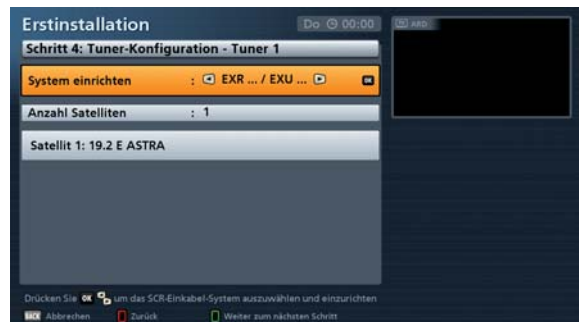 Erstinstallation
Do 00:00
ARD
Schritt 4: Tuner-Konfiguration - Tuner 1
System einrichten : EXR ... / EXU ... OK
Anzahl Satelliten : 1
Satellit 1: 19.2 E ASTRA
Drücken Sie OK um das SCR-Einkabel-System auszuwählen und einzurichten
BACK Abbrechen Zurück Weiter zum nächsten Schritt